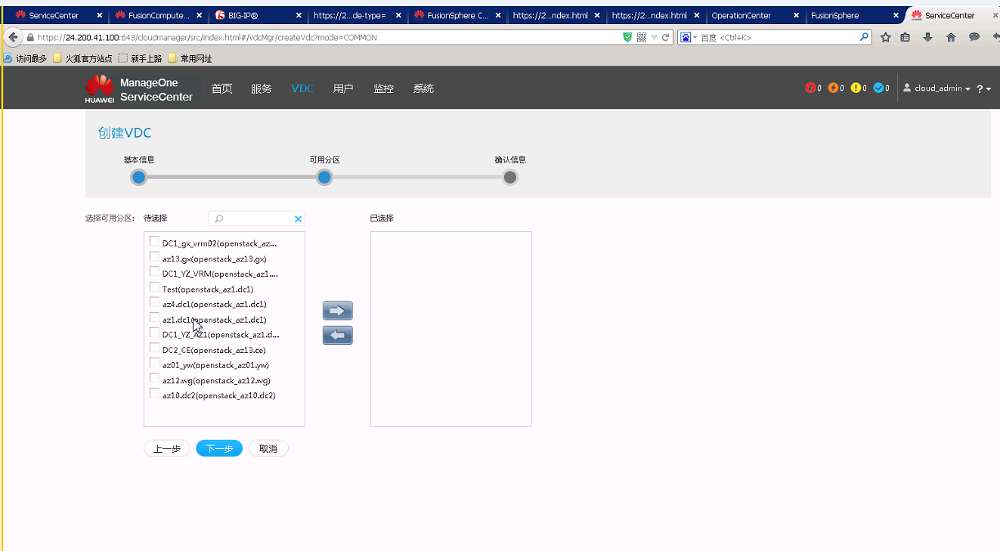 ServiceCenter × FusionCompute... × BIG-IP® × https://2...de-type= × FusionSphere C... × https://2...ndex.html × https://2...ndex.html × OperationCenter × FusionSphere × ServiceCenter ×
https://24.200.41.100:643/cloudmanager/src/index.html#/vdcMgr/createVdc?mode=COMMON 百度 <Ctrl+K>
访问最多 火狐官方站点 新手上路 常用网址
HUAWEI ManageOne ServiceCenter 首页 服务 VDC 用户 监控 系统 0 0 0 0 cloud_admin ?
创建VDC
基本信息 可用分区 确认信息
选择可用分区: 待选择 已选择
DC1_gx_vrm02(openstack_az...
az13.gx(openstack_az13.gx)
DC1_YZ_VRM(openstack_az1....
Test(openstack_az1.dc1)
az4.dc1(openstack_az1.dc1)
az1.dc1(openstack_az1.dc1)
DC1_YZ_AZ1(openstack_az1.d...
DC2_CE(openstack_az13.ce)
az01_yw(openstack_az01.yw)
az12.wg(openstack_az12.wg)
az10.dc2(openstack_az10.dc2)
上一步 下一步 取消